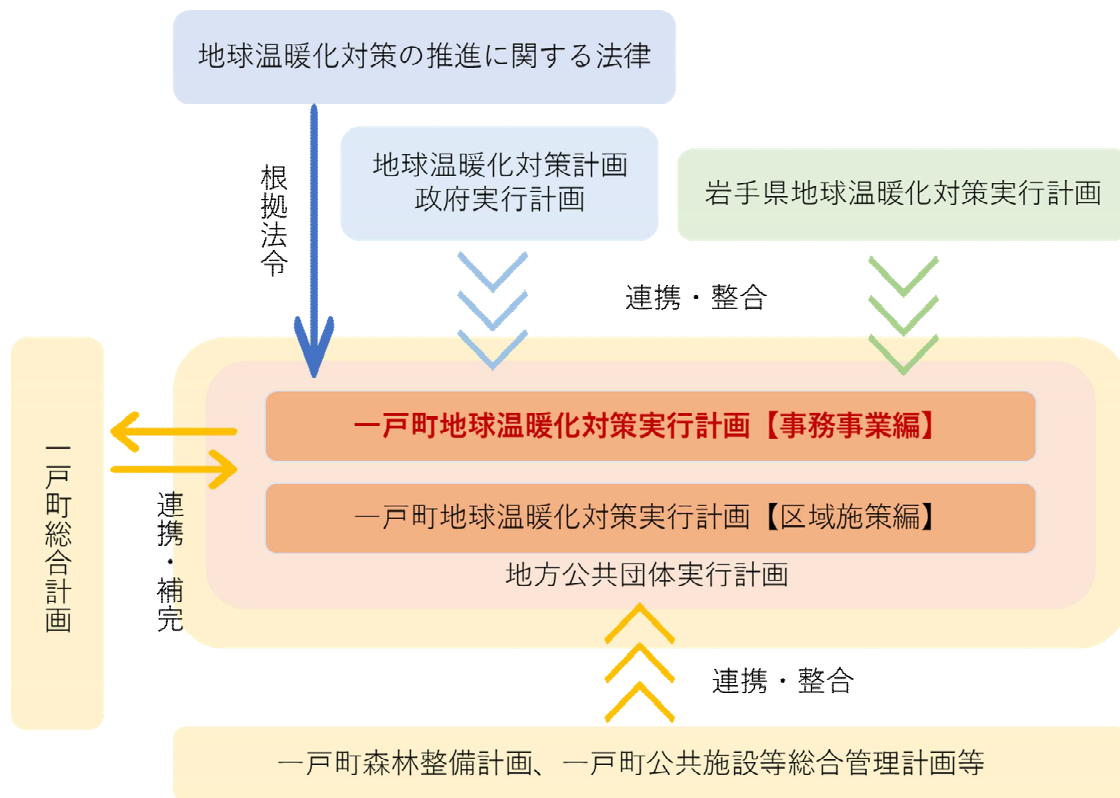 地球温暖化対策の推進に関する法律
根拠法令
地球温暖化対策計画
政府実行計画
岩手県地球温暖化対策実行計画
連携・整合
一戸町地球温暖化対策実行計画【事務事業編】
一戸町地球温暖化対策実行計画【区域施策編】
地方公共団体実行計画
一戸町総合計画
連携・補完
連携・整合
一戸町森林整備計画、一戸町公共施設等総合管理計画等